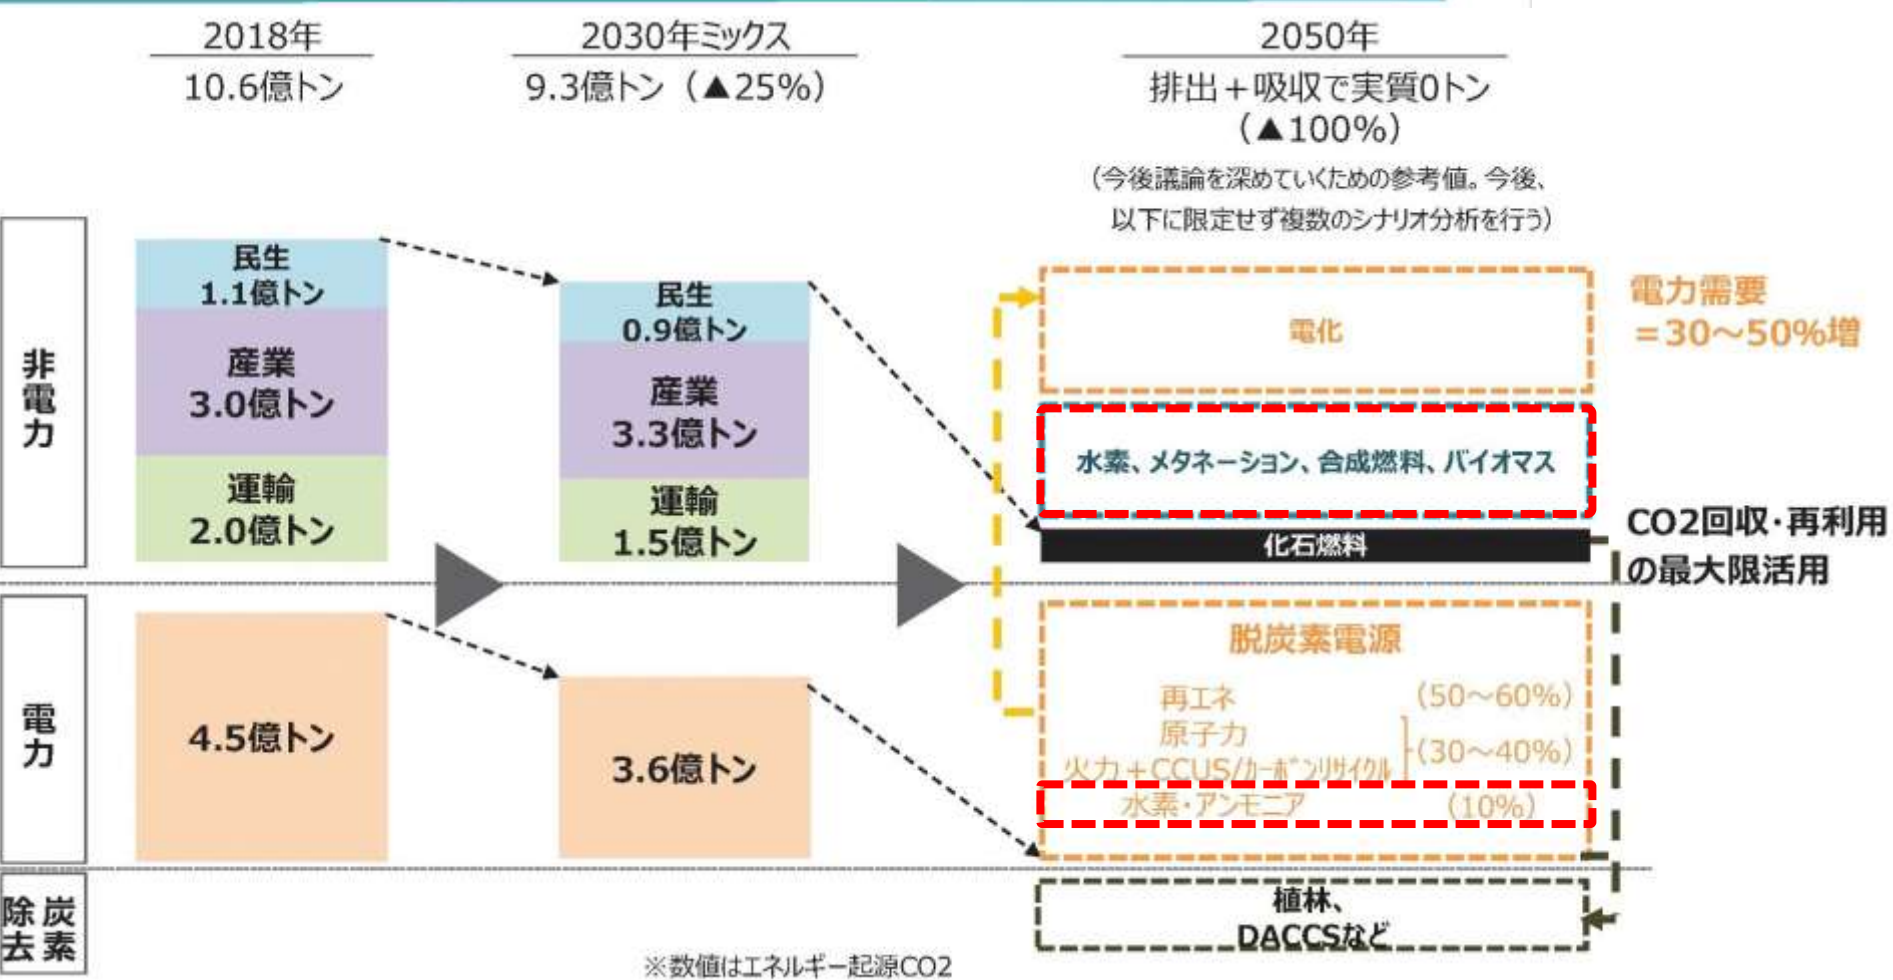 2018年
10.6億トン
2030年ミックス
9.3億トン（▲25%）
2050年
排出＋吸収で実質0トン
（▲100%）
（今後議論を深めていくための参考値。今後、
以下に限定せず複数のシナリオ分析を行う）
非電力
民生
1.1億トン
産業
3.0億トン
運輸
2.0億トン
民生
0.9億トン
産業
3.3億トン
運輸
1.5億トン
電化
電力需要
＝30～50%増
水素、メタネーション、合成燃料、バイオマス
化石燃料
CO2回収・再利用
の最大限活用
電力
4.5億トン
3.6億トン
脱炭素電源
再エネ （50～60%）
原子力
火力＋CCUS/ｶｰﾎﾞﾝﾘｻｲｸﾙ （30～40%）
水素・アンモニア （10%）
炭素除去
植林、
DACCSなど
※数値はエネルギー起源CO2